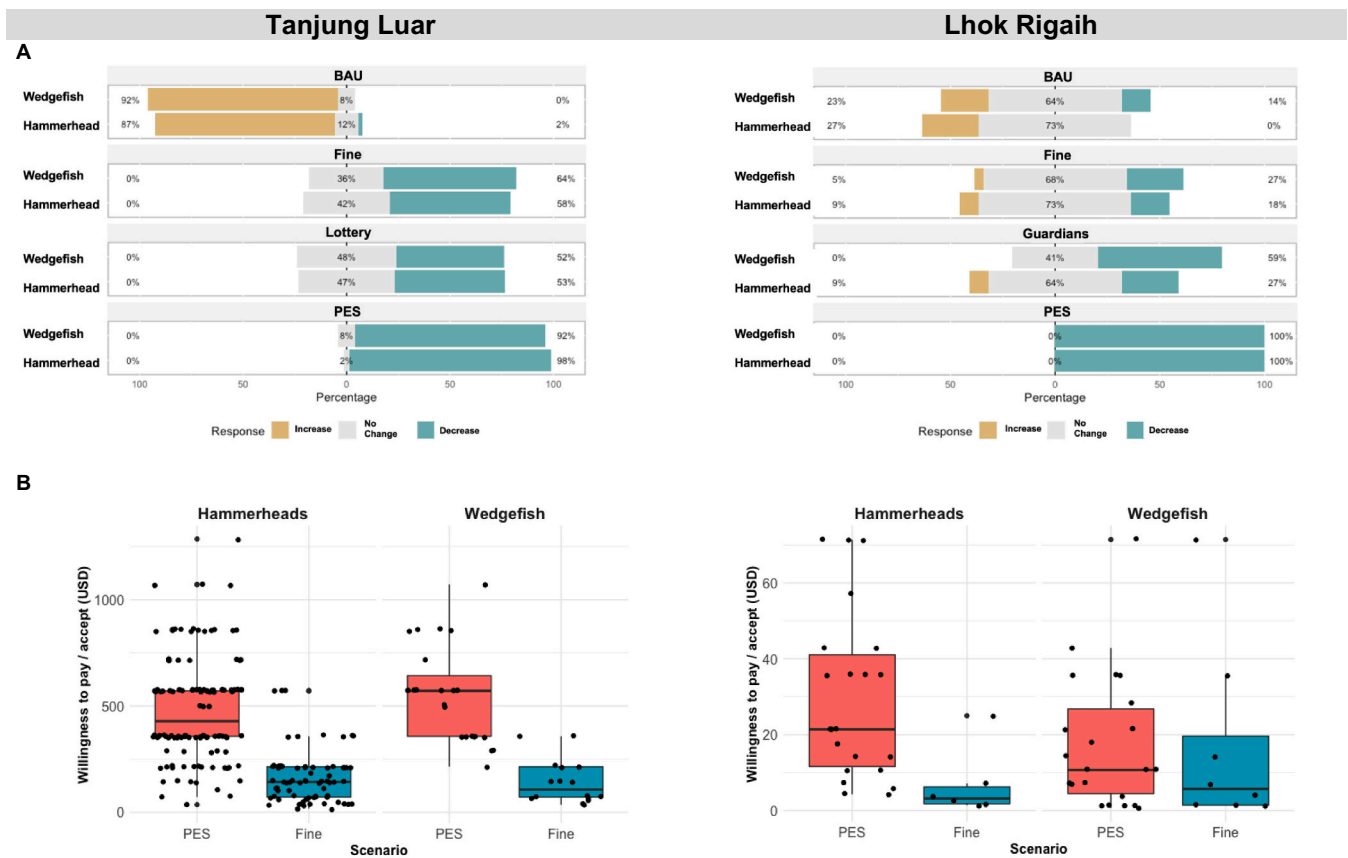 Tanjung Luar
Lhok Rigaih
A
BAU
Wedgefish 92% 8% 0%
Hammerhead 87% 12% 2%
Fine
Wedgefish 0% 36% 64%
Hammerhead 0% 42% 58%
Lottery
Wedgefish 0% 48% 52%
Hammerhead 0% 47% 53%
PES
Wedgefish 0% 8% 92%
Hammerhead 0% 2% 98%
100 50 0 50 100
Percentage
Response Increase No Change Decrease
BAU
Wedgefish 23% 64% 14%
Hammerhead 27% 73% 0%
Fine
Wedgefish 5% 68% 27%
Hammerhead 9% 73% 18%
Guardians
Wedgefish 0% 41% 59%
Hammerhead 9% 64% 27%
PES
Wedgefish 0% 0% 100%
Hammerhead 0% 0% 100%
100 50 0 50 100
Percentage
Response Increase No Change Decrease
B
Hammerheads Wedgefish
Willingness to pay / accept (USD)
1000
500
0
PES Fine PES Fine
Scenario
Hammerheads Wedgefish
Willingness to pay / accept (USD)
60
40
20
0
PES Fine PES Fine
Scenario